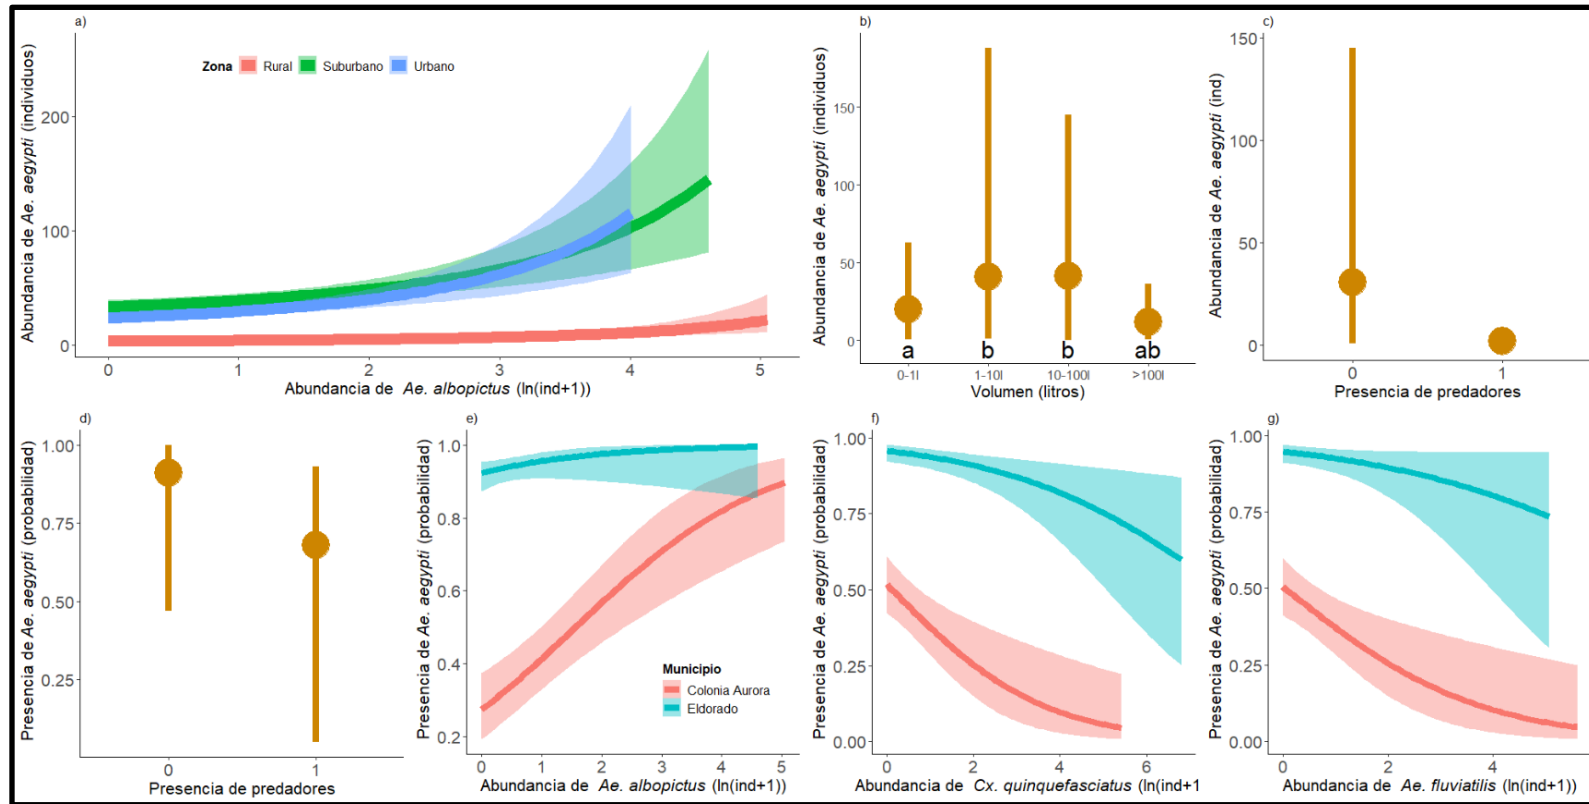 a)
Abundancia de Ae. aegypti (individuos)
200
100
0
Zona Rural Suburbano Urbano
0 1 2 3 4 5
Abundancia de Ae. albopictus (ln(ind+1))
b)
Abundancia de Ae. aegypti (individuos)
150
100
50
0
a b b ab
0-1l 1-10l 10-100l >100l
Volumen (litros)
c)
Abundancia de Ae. aegypti (ind)
150
100
50
0
0 1
Presencia de predadores
d)
Presencia de Ae. aegypti (probabilidad)
1.00
0.75
0.50
0.25
0 1
Presencia de predadores
e)
Presencia de Ae. aegypti (probabilidad)
1.0
0.8
0.6
0.4
0.2
Municipio
Colonia Aurora
Eldorado
0 1 2 3 4 5
Abundancia de Ae. albopictus (ln(ind+1))
f)
Presencia de Ae. aegypti (probabilidad)
1.00
0.75
0.50
0.25
0.00
0 2 4 6
Abundancia de Cx. quinquefasciatus (ln(ind+1
g)
Presencia de Ae. aegypti (probabilidad)
1.00
0.75
0.50
0.25
0.00
0 2 4
Abundancia de Ae. fluviatilis (ln(ind+1))